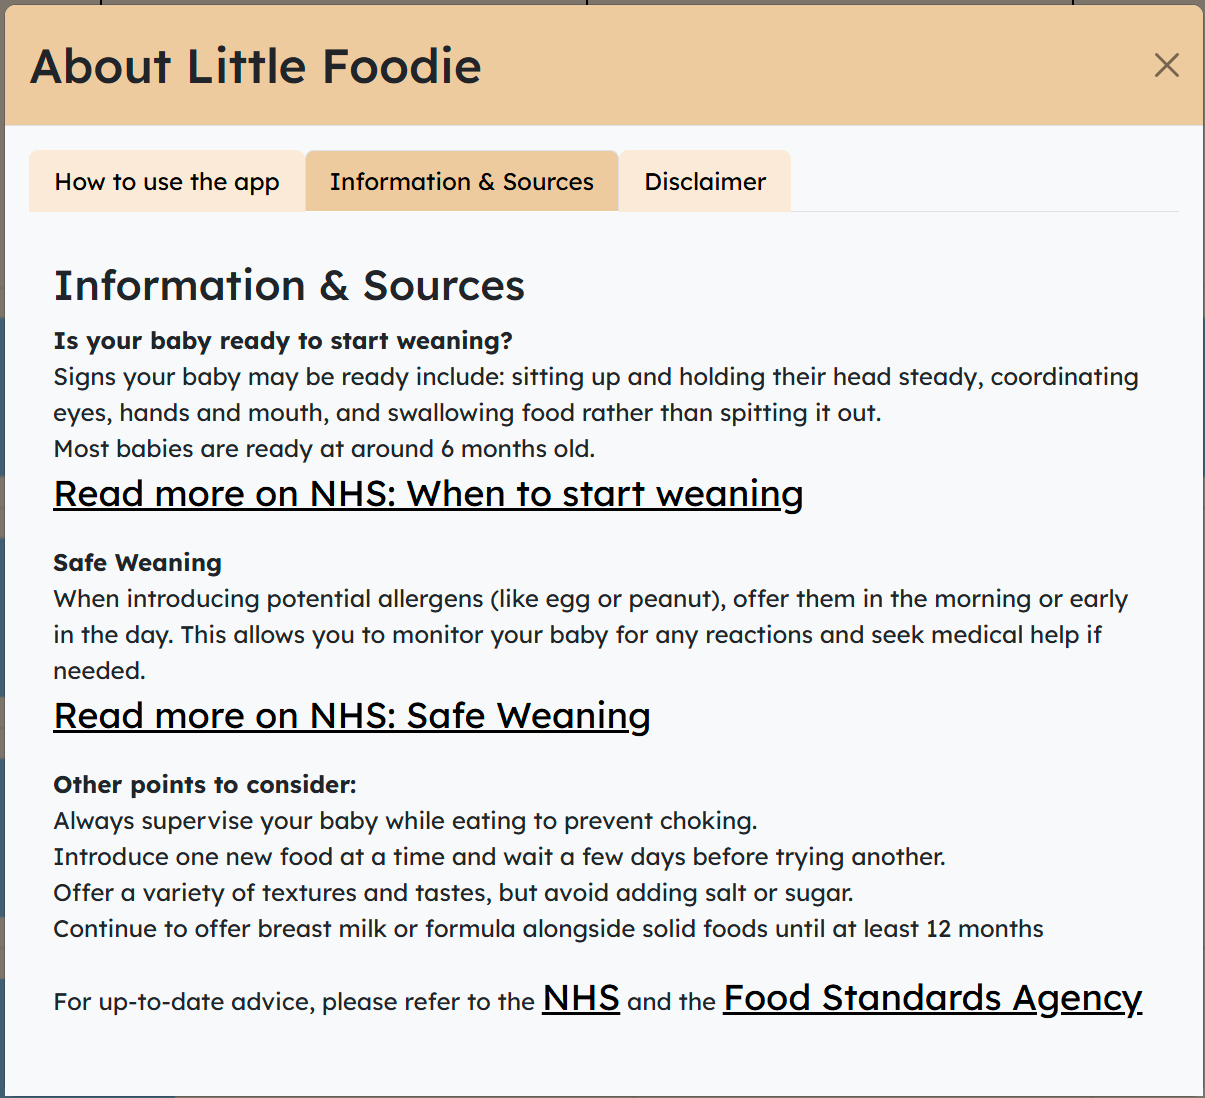 About Little Foodie
How to use the app
Information & Sources
Disclaimer
Information & Sources
Is your baby ready to start weaning?
Signs your baby may be ready include: sitting up and holding their head steady, coordinating
eyes, hands and mouth, and swallowing food rather than spitting it out.
Most babies are ready at around 6 months old.
Read more on NHS: When to start weaning
Safe Weaning
When introducing potential allergens (like egg or peanut), offer them in the morning or early
in the day. This allows you to monitor your baby for any reactions and seek medical help if
needed.
Read more on NHS: Safe Weaning
Other points to consider:
Always supervise your baby while eating to prevent choking.
Introduce one new food at a time and wait a few days before trying another.
Offer a variety of textures and tastes, but avoid adding salt or sugar.
Continue to offer breast milk or formula alongside solid foods until at least 12 months
For up-to-date advice, please refer to the NHS and the Food Standards Agency